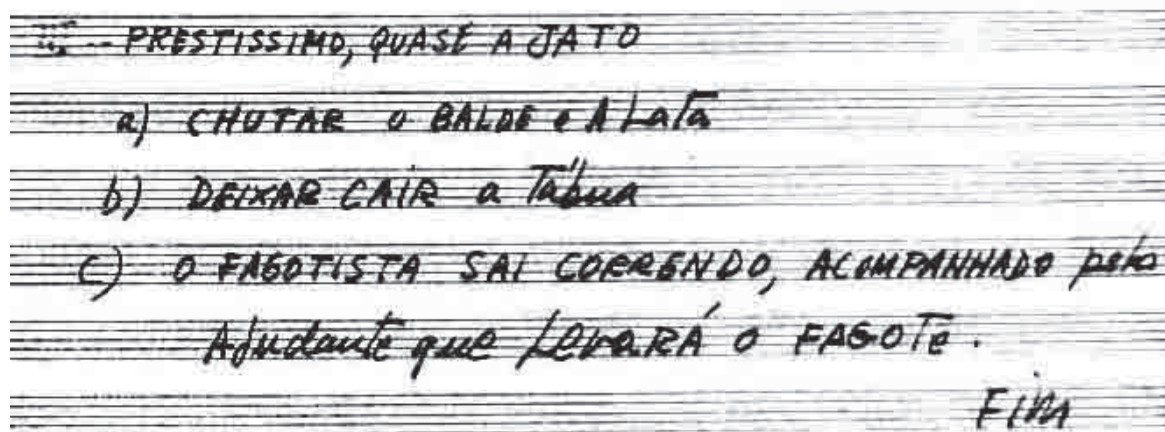 -- PRESTISSIMO, QUASE A JATO
a) CHUTAR O BALDE e A LaTa
b) DEIXAR CAIR a Tábua
c) O FAGOTISTA SAI CORRENDO, ACOMPANHADO pelo
Ajudante que LevaRÁ o FAGOTe.
FIM